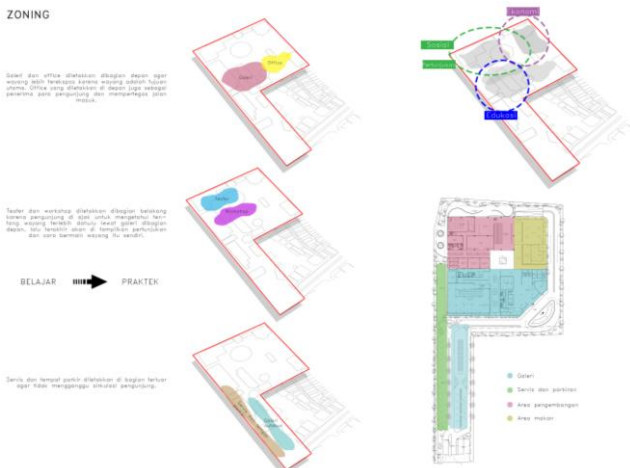 ZONING
Galeri dan office diletakkan dibagian depan agar
wayang lebih terekspos karena wayang adalah tujuan
utama. Office yang diletakkan di depan juga sebagai
penerima para pengunjung dan mempertegas jalan
masuk.
Galeri
Office
Ekonomi
Sosial
Edukasi
Teater dan workshop diletakkan dibagian belakang
karena pengunjung di ajak untuk mengetahui ten-
tang wayang terlebih dahulu lewat galeri dibagian
depan, lalu terakhir akan di tampilkan pertunjukan
dan cara bermain wayang itu sendiri.
Teater
Workshop
BELAJAR
PRAKTEK
Servis dan tempat parkir diletakkan di bagian terluar
agar tidak mengganggu sirkulasi pengunjung.
Galeri
Servis dan parkiran
Area pengembangan
Area makan